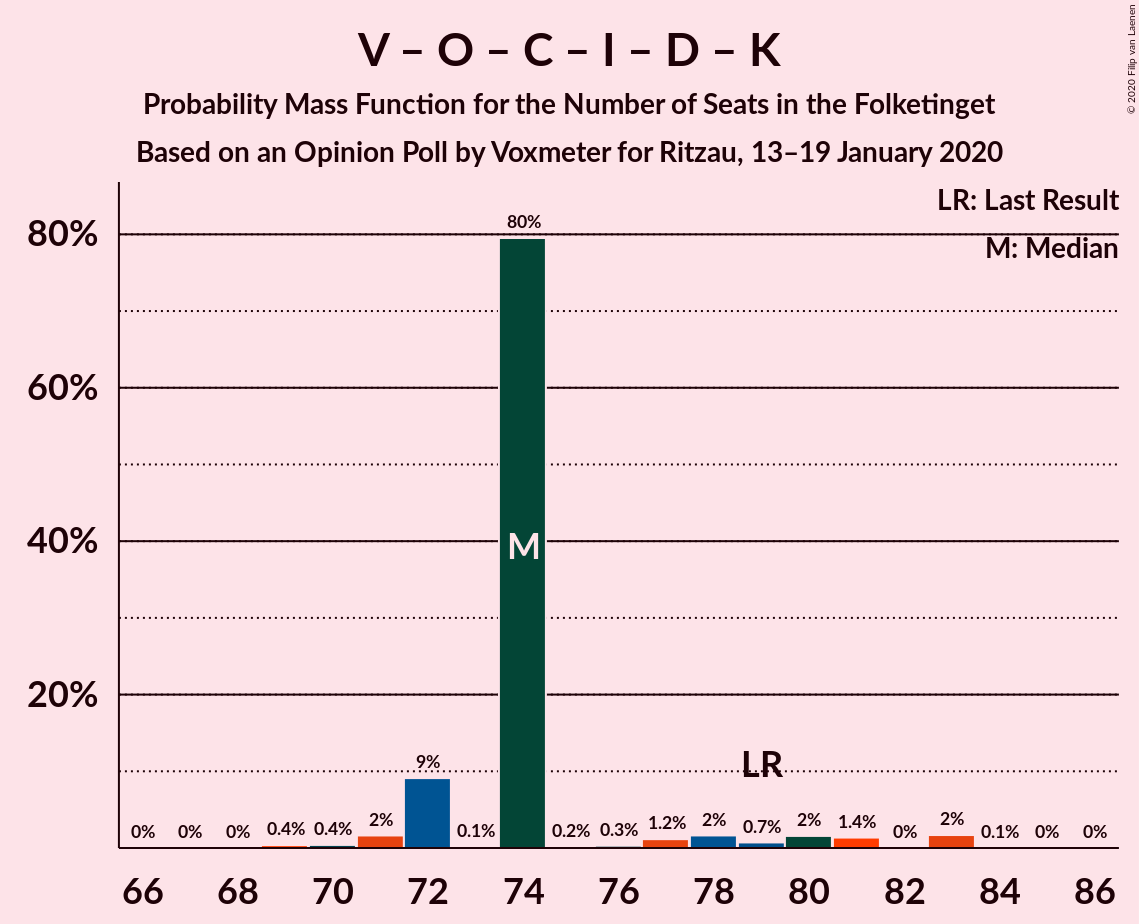 V – O – C – I – D – K
Probability Mass Function for the Number of Seats in the Folketinget
Based on an Opinion Poll by Voxmeter for Ritzau, 13–19 January 2020
© 2020 Filip van Laenen
LR: Last Result
M: Median
80%
60%
40%
20%
0% 0% 0% 0.4% 0.4% 2% 9% 0.1% 80% 0.2% 0.3% 1.2% 2% 0.7% 2% 1.4% 0% 2% 0.1% 0% 0%
M
LR
66 68 70 72 74 76 78 80 82 84 86